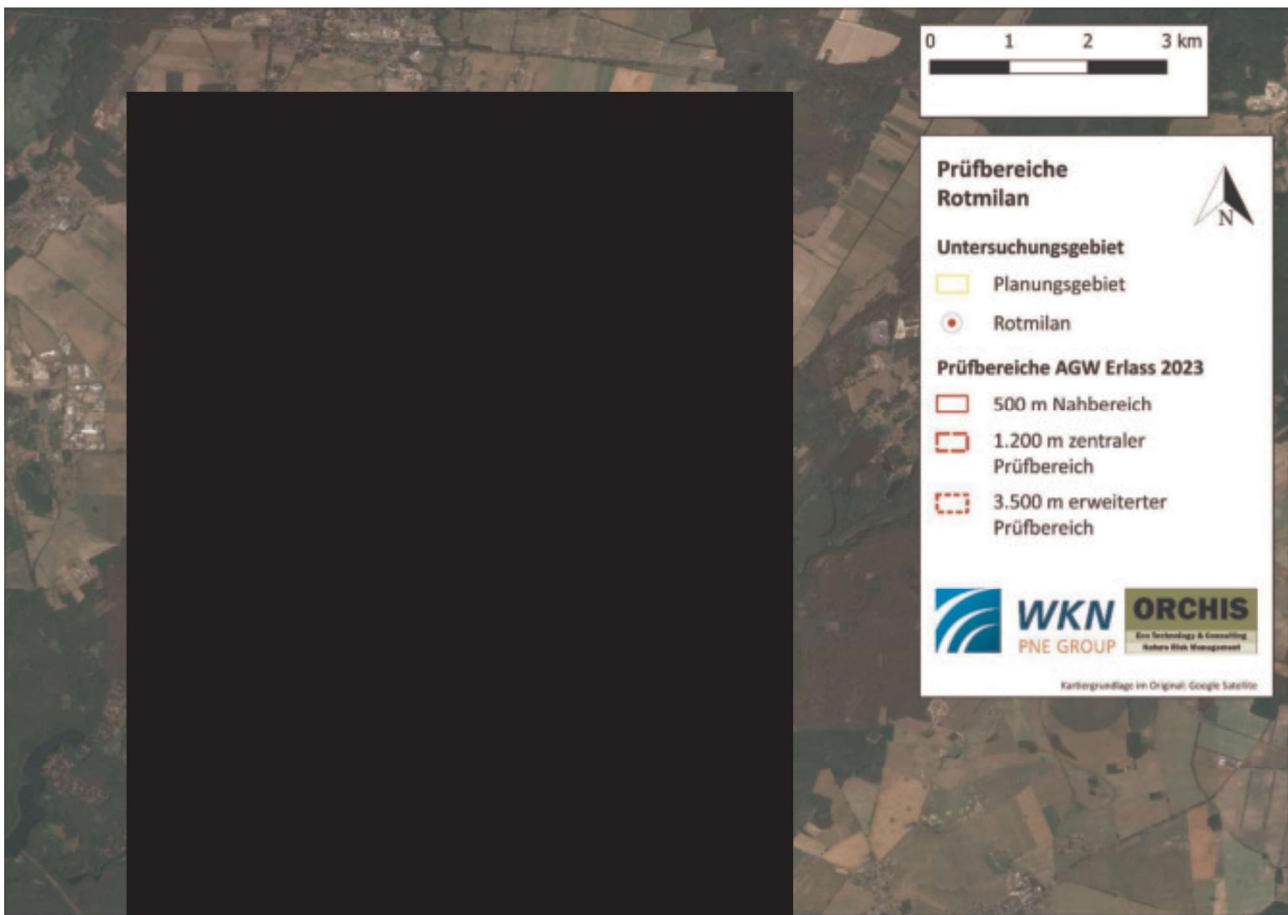 0 1 2 3 km
Prüfbereiche
Rotmilan
N
Untersuchungsgebiet
Planungsgebiet
Rotmilan
Prüfbereiche AGW Erlass 2023
500 m Nahbereich
1.200 m zentraler
Prüfbereich
3.500 m erweiterter
Prüfbereich
WKN
PNE GROUP
ORCHIS
Eco Technology & Consulting
Nature Risk Management
Kartiergrundlage im Original: Google Satellite